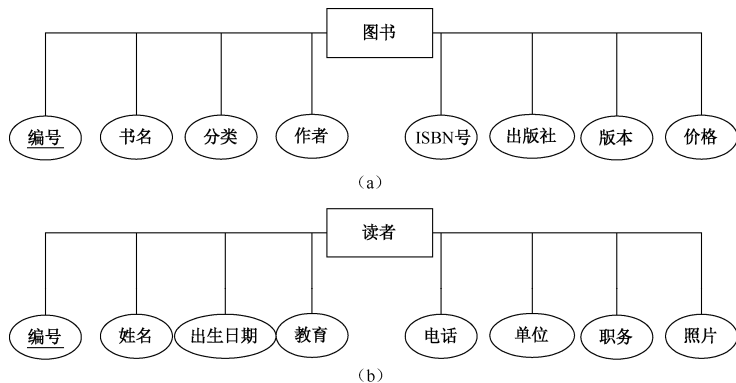 图书
编号 书名 分类 作者 ISBN号 出版社 版本 价格
（a）
读者
编号 姓名 出生日期 教育 电话 单位 职务 照片
（b）